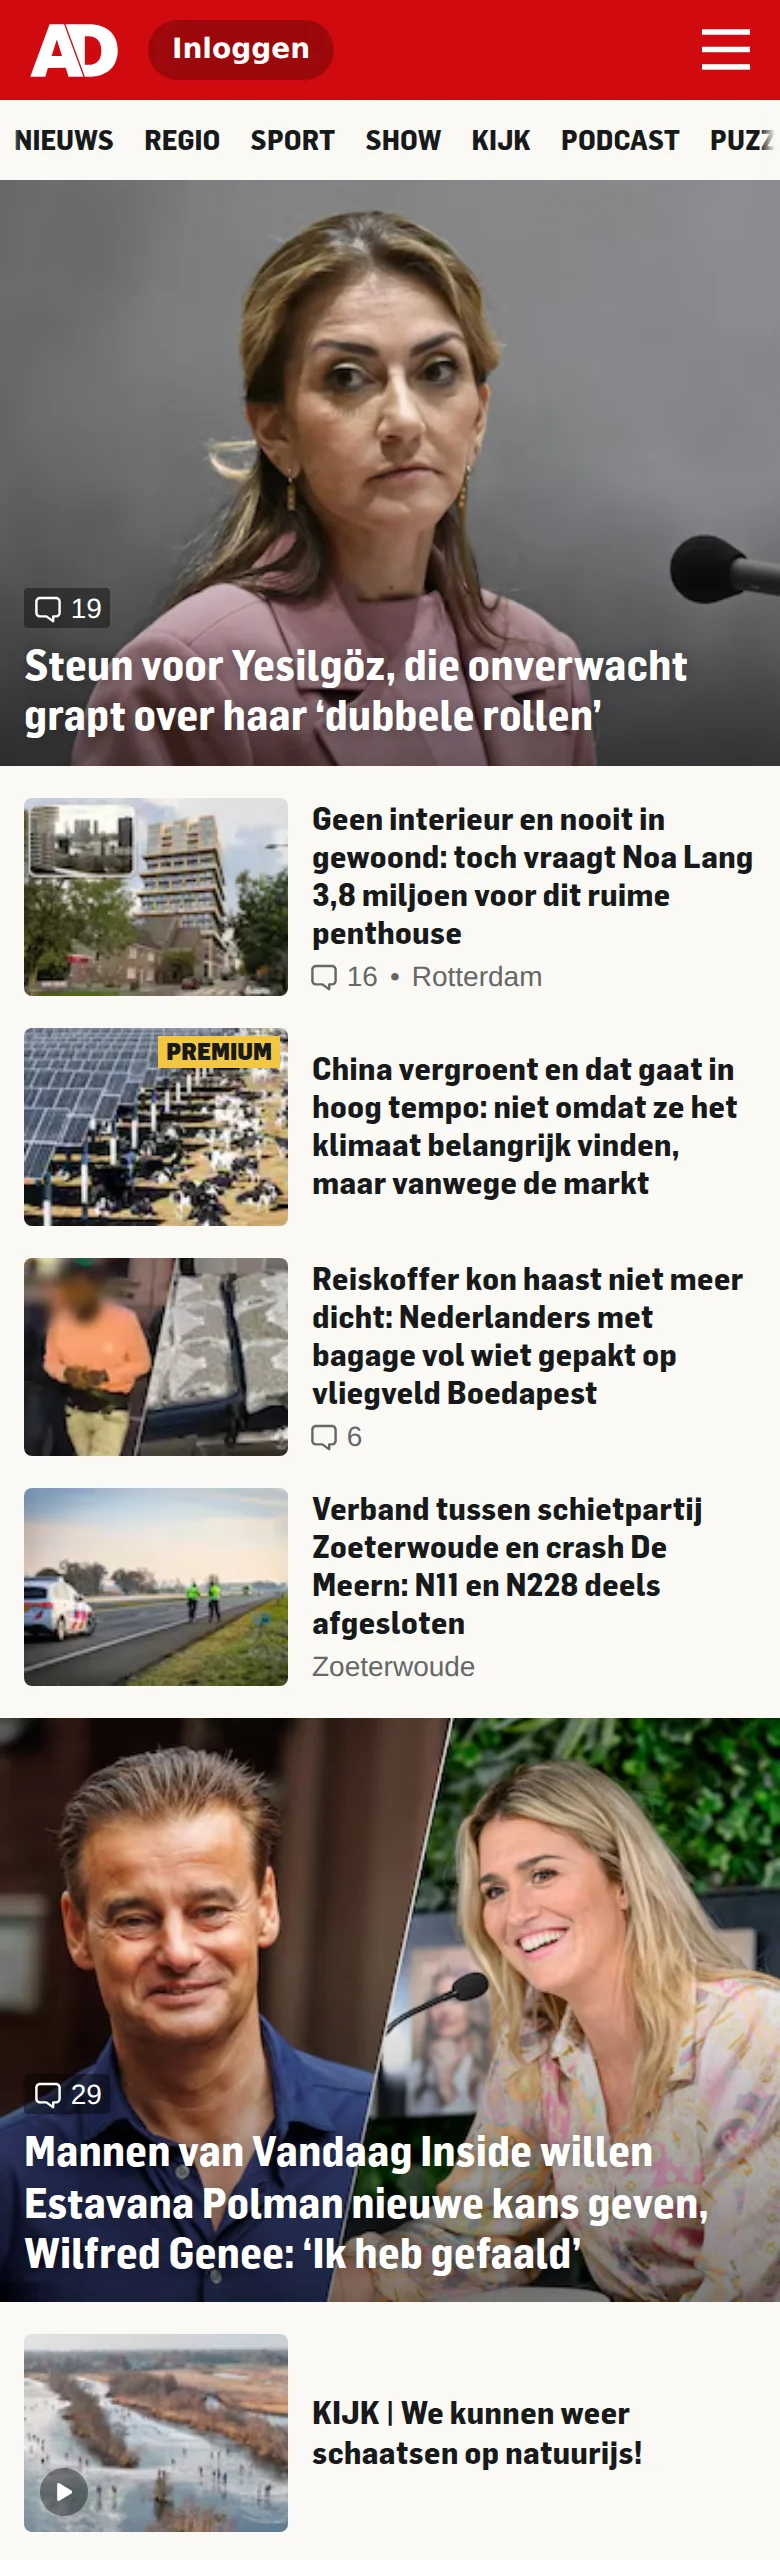 AD
Inloggen
NIEUWS REGIO SPORT SHOW KIJK PODCAST PUZZ
19
Steun voor Yesilgöz, die onverwacht
grapt over haar ‘dubbele rollen’
Geen interieur en nooit in
gewoond: toch vraagt Noa Lang
3,8 miljoen voor dit ruime
penthouse
16 • Rotterdam
PREMIUM
China vergroent en dat gaat in
hoog tempo: niet omdat ze het
klimaat belangrijk vinden,
maar vanwege de markt
Reiskoffer kon haast niet meer
dicht: Nederlanders met
bagage vol wiet gepakt op
vliegveld Boedapest
6
Verband tussen schietpartij
Zoeterwoude en crash De
Meern: N11 en N228 deels
afgesloten
Zoeterwoude
29
Mannen van Vandaag Inside willen
Estavana Polman nieuwe kans geven,
Wilfred Genee: ‘Ik heb gefaald’
KIJK | We kunnen weer
schaatsen op natuurijs!